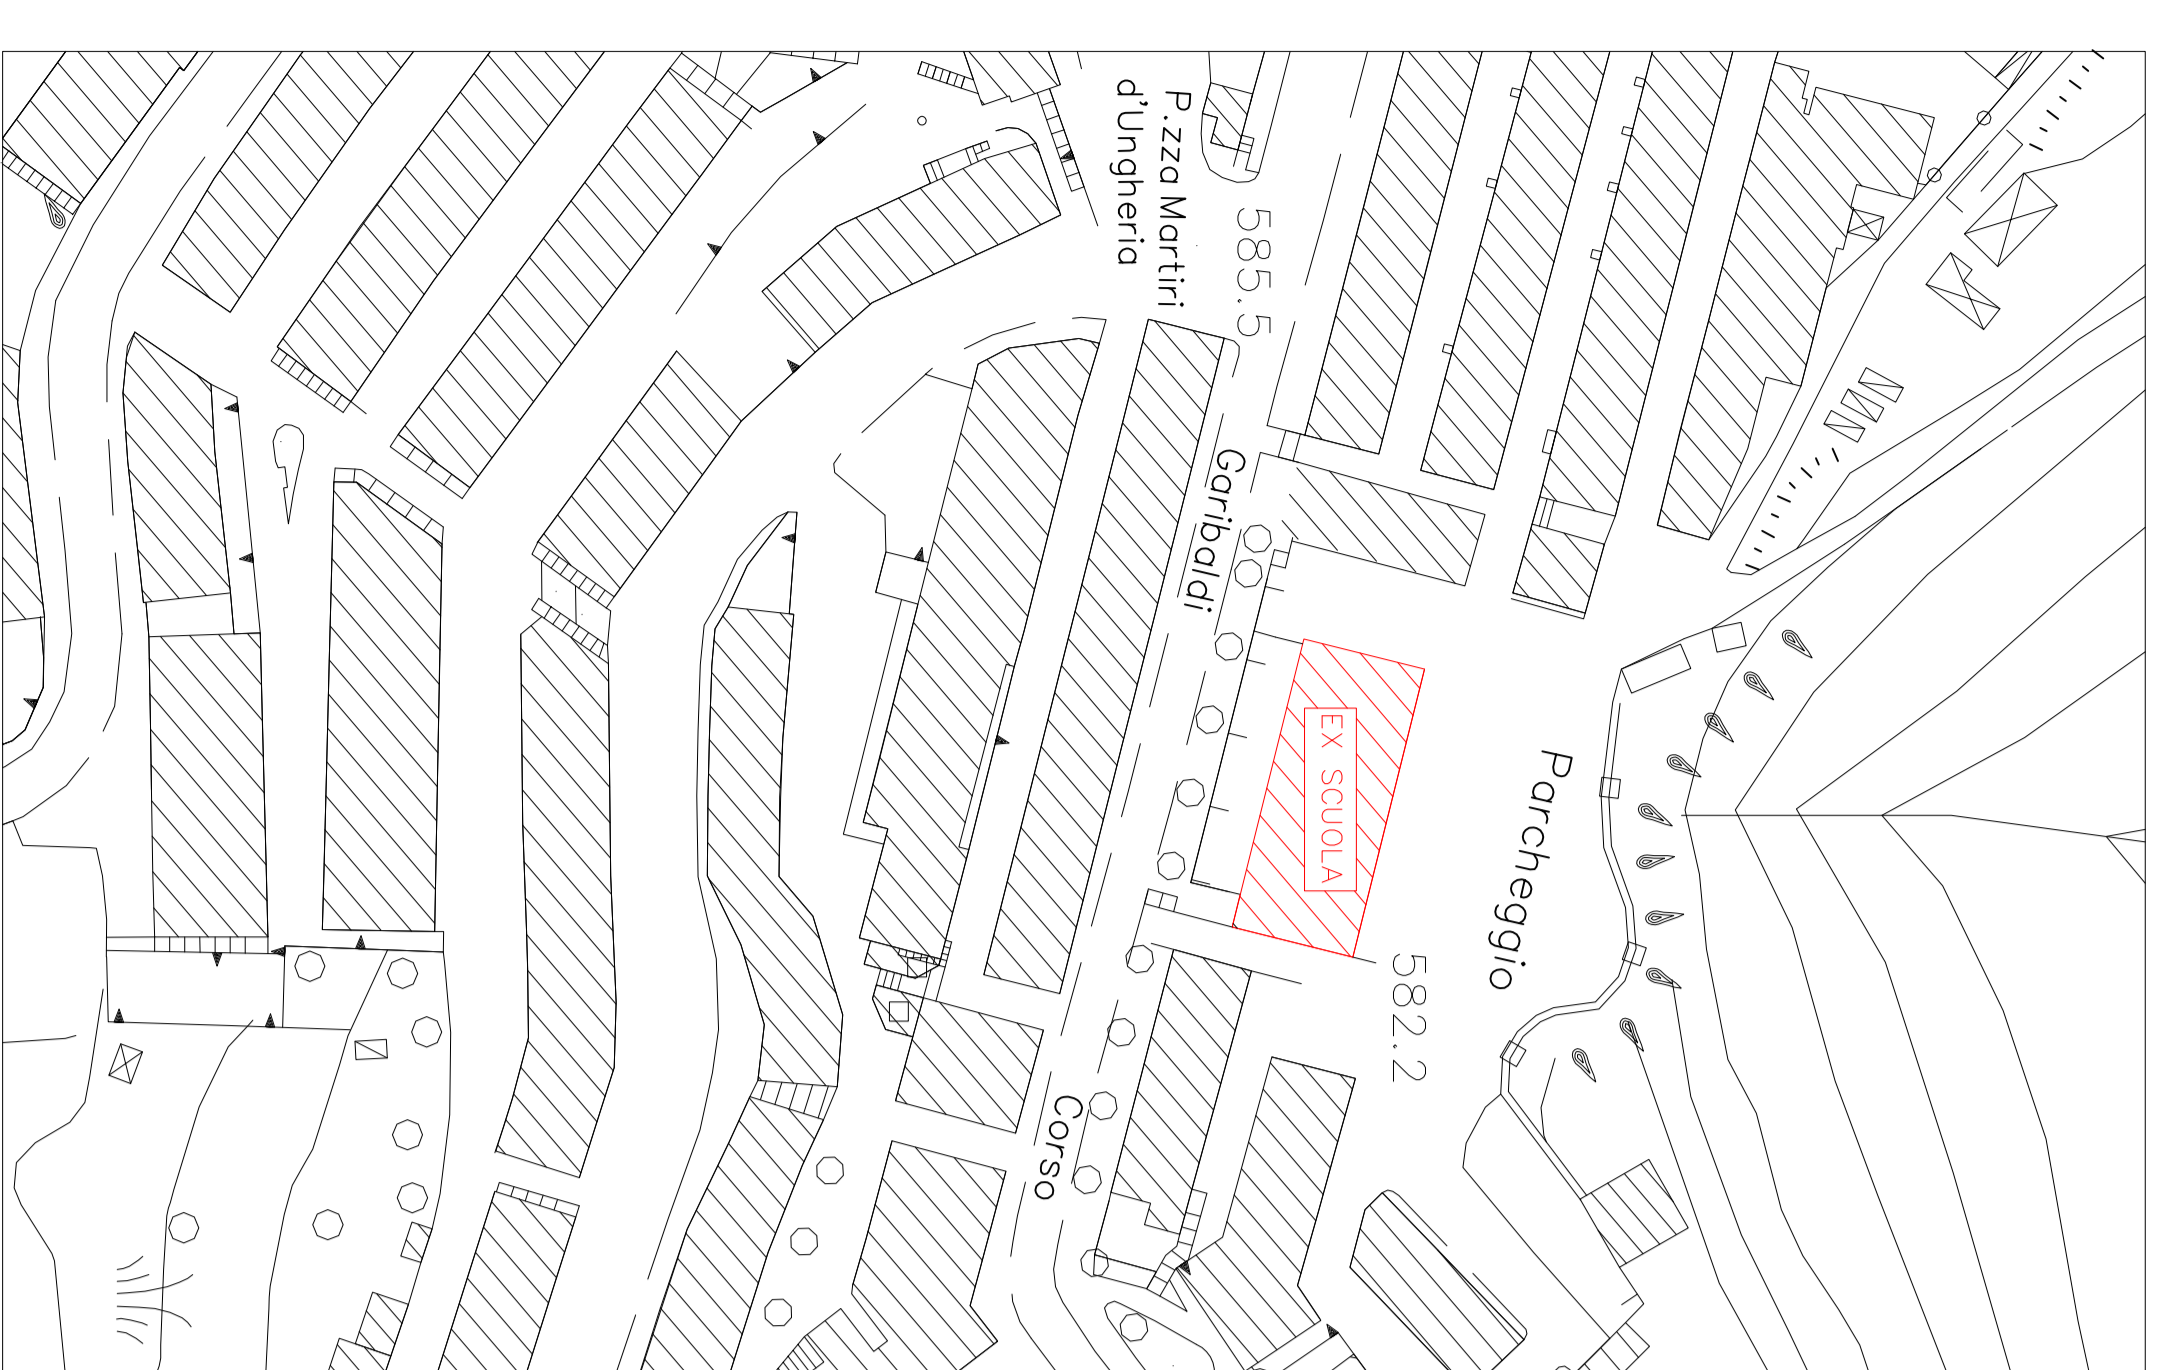 P.zza Martiri
d'Ungheria
585.5
Garibaldi
EX SCUOLA
Parcheggio
582.2
Corso